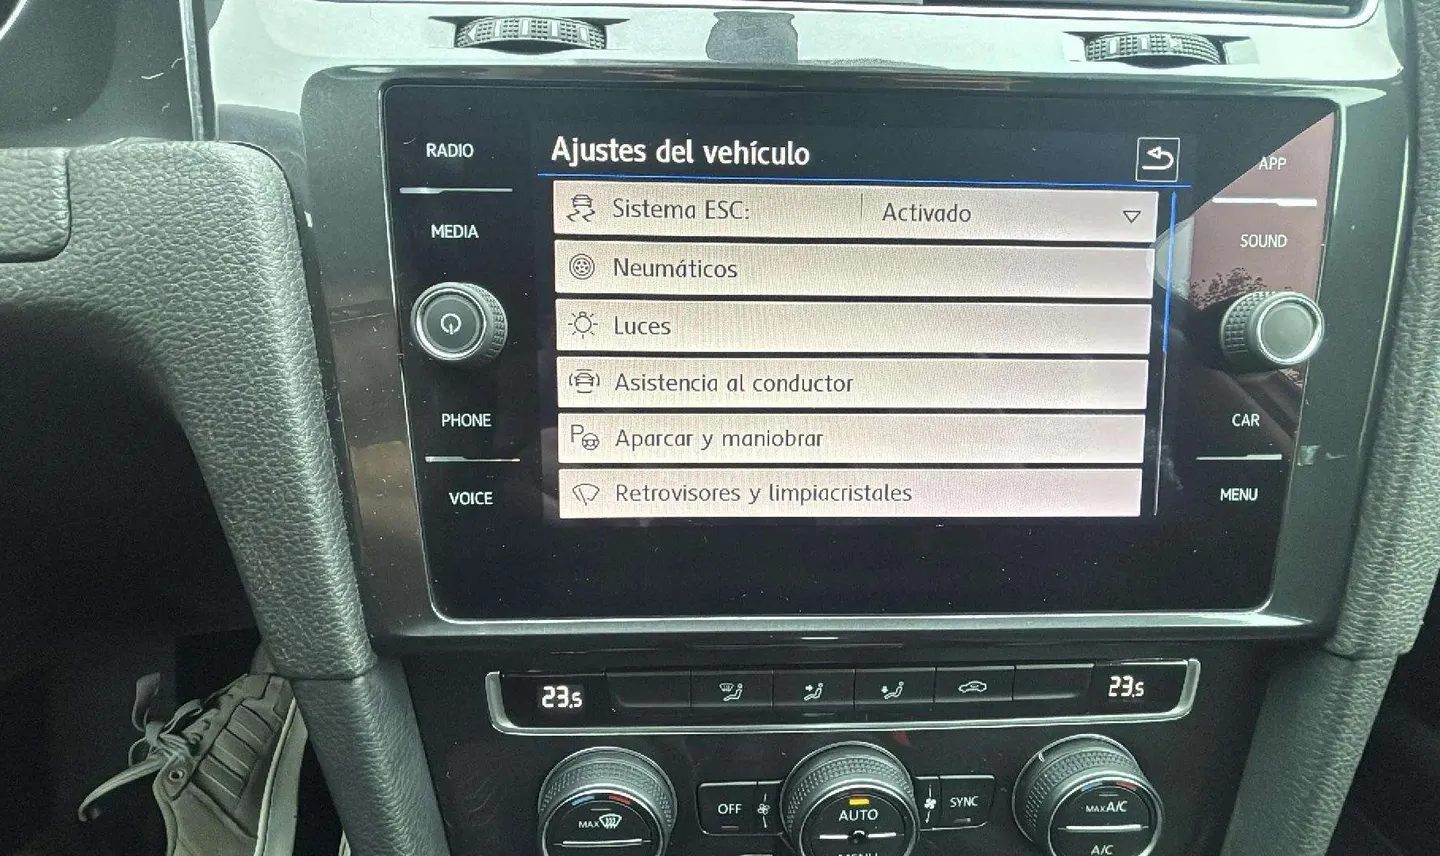 RADIO
MEDIA
PHONE
VOICE
Ajustes del vehículo
Sistema ESC: Activado
Neumáticos
Luces
Asistencia al conductor
P Aparcar y maniobrar
Retrovisores y limpiacristales
APP
SOUND
CAR
MENU
23.5
23.5
MAX
OFF
AUTO
MENU
SYNC
MAX A/C
A/C